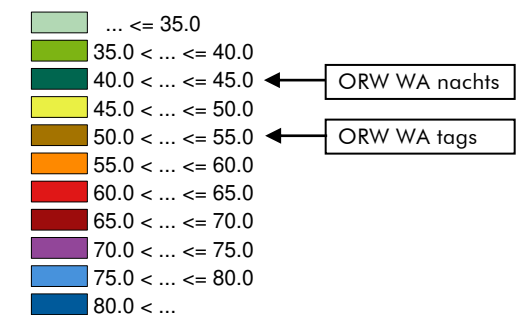 ... <= 35.0
35.0 < ... <= 40.0
40.0 < ... <= 45.0 ORW WA nachts
45.0 < ... <= 50.0
50.0 < ... <= 55.0 ORW WA tags
55.0 < ... <= 60.0
60.0 < ... <= 65.0
65.0 < ... <= 70.0
70.0 < ... <= 75.0
75.0 < ... <= 80.0
80.0 < ...